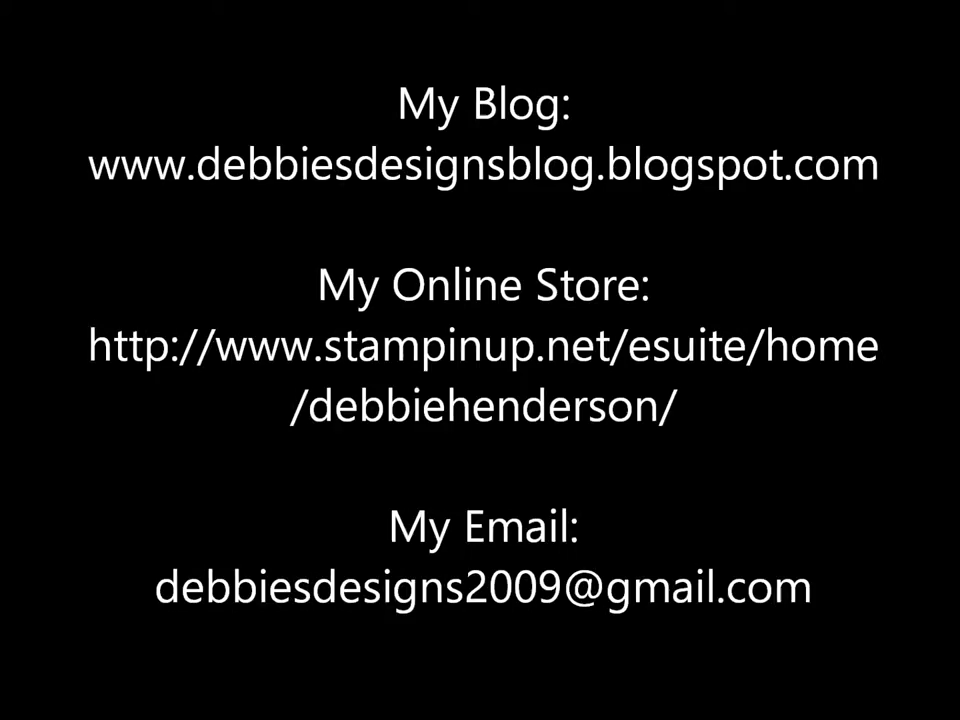 My Blog:
www.debbiesdesignsblog.blogspot.com
My Online Store:
http://www.stampinup.net/esuite/home
/debbiehenderson/
My Email:
debbiesdesigns2009@gmail.com